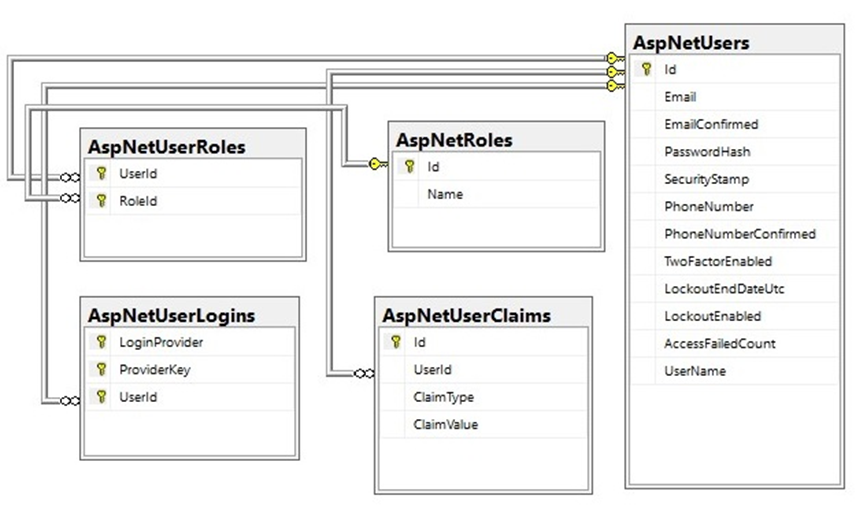 AspNetUsers
Id
Email
EmailConfirmed
PasswordHash
SecurityStamp
PhoneNumber
PhoneNumberConfirmed
TwoFactorEnabled
LockoutEndDateUtc
LockoutEnabled
AccessFailedCount
UserName
AspNetUserRoles
UserId
RoleId
AspNetRoles
Id
Name
AspNetUserLogins
LoginProvider
ProviderKey
UserId
AspNetUserClaims
Id
UserId
ClaimType
ClaimValue